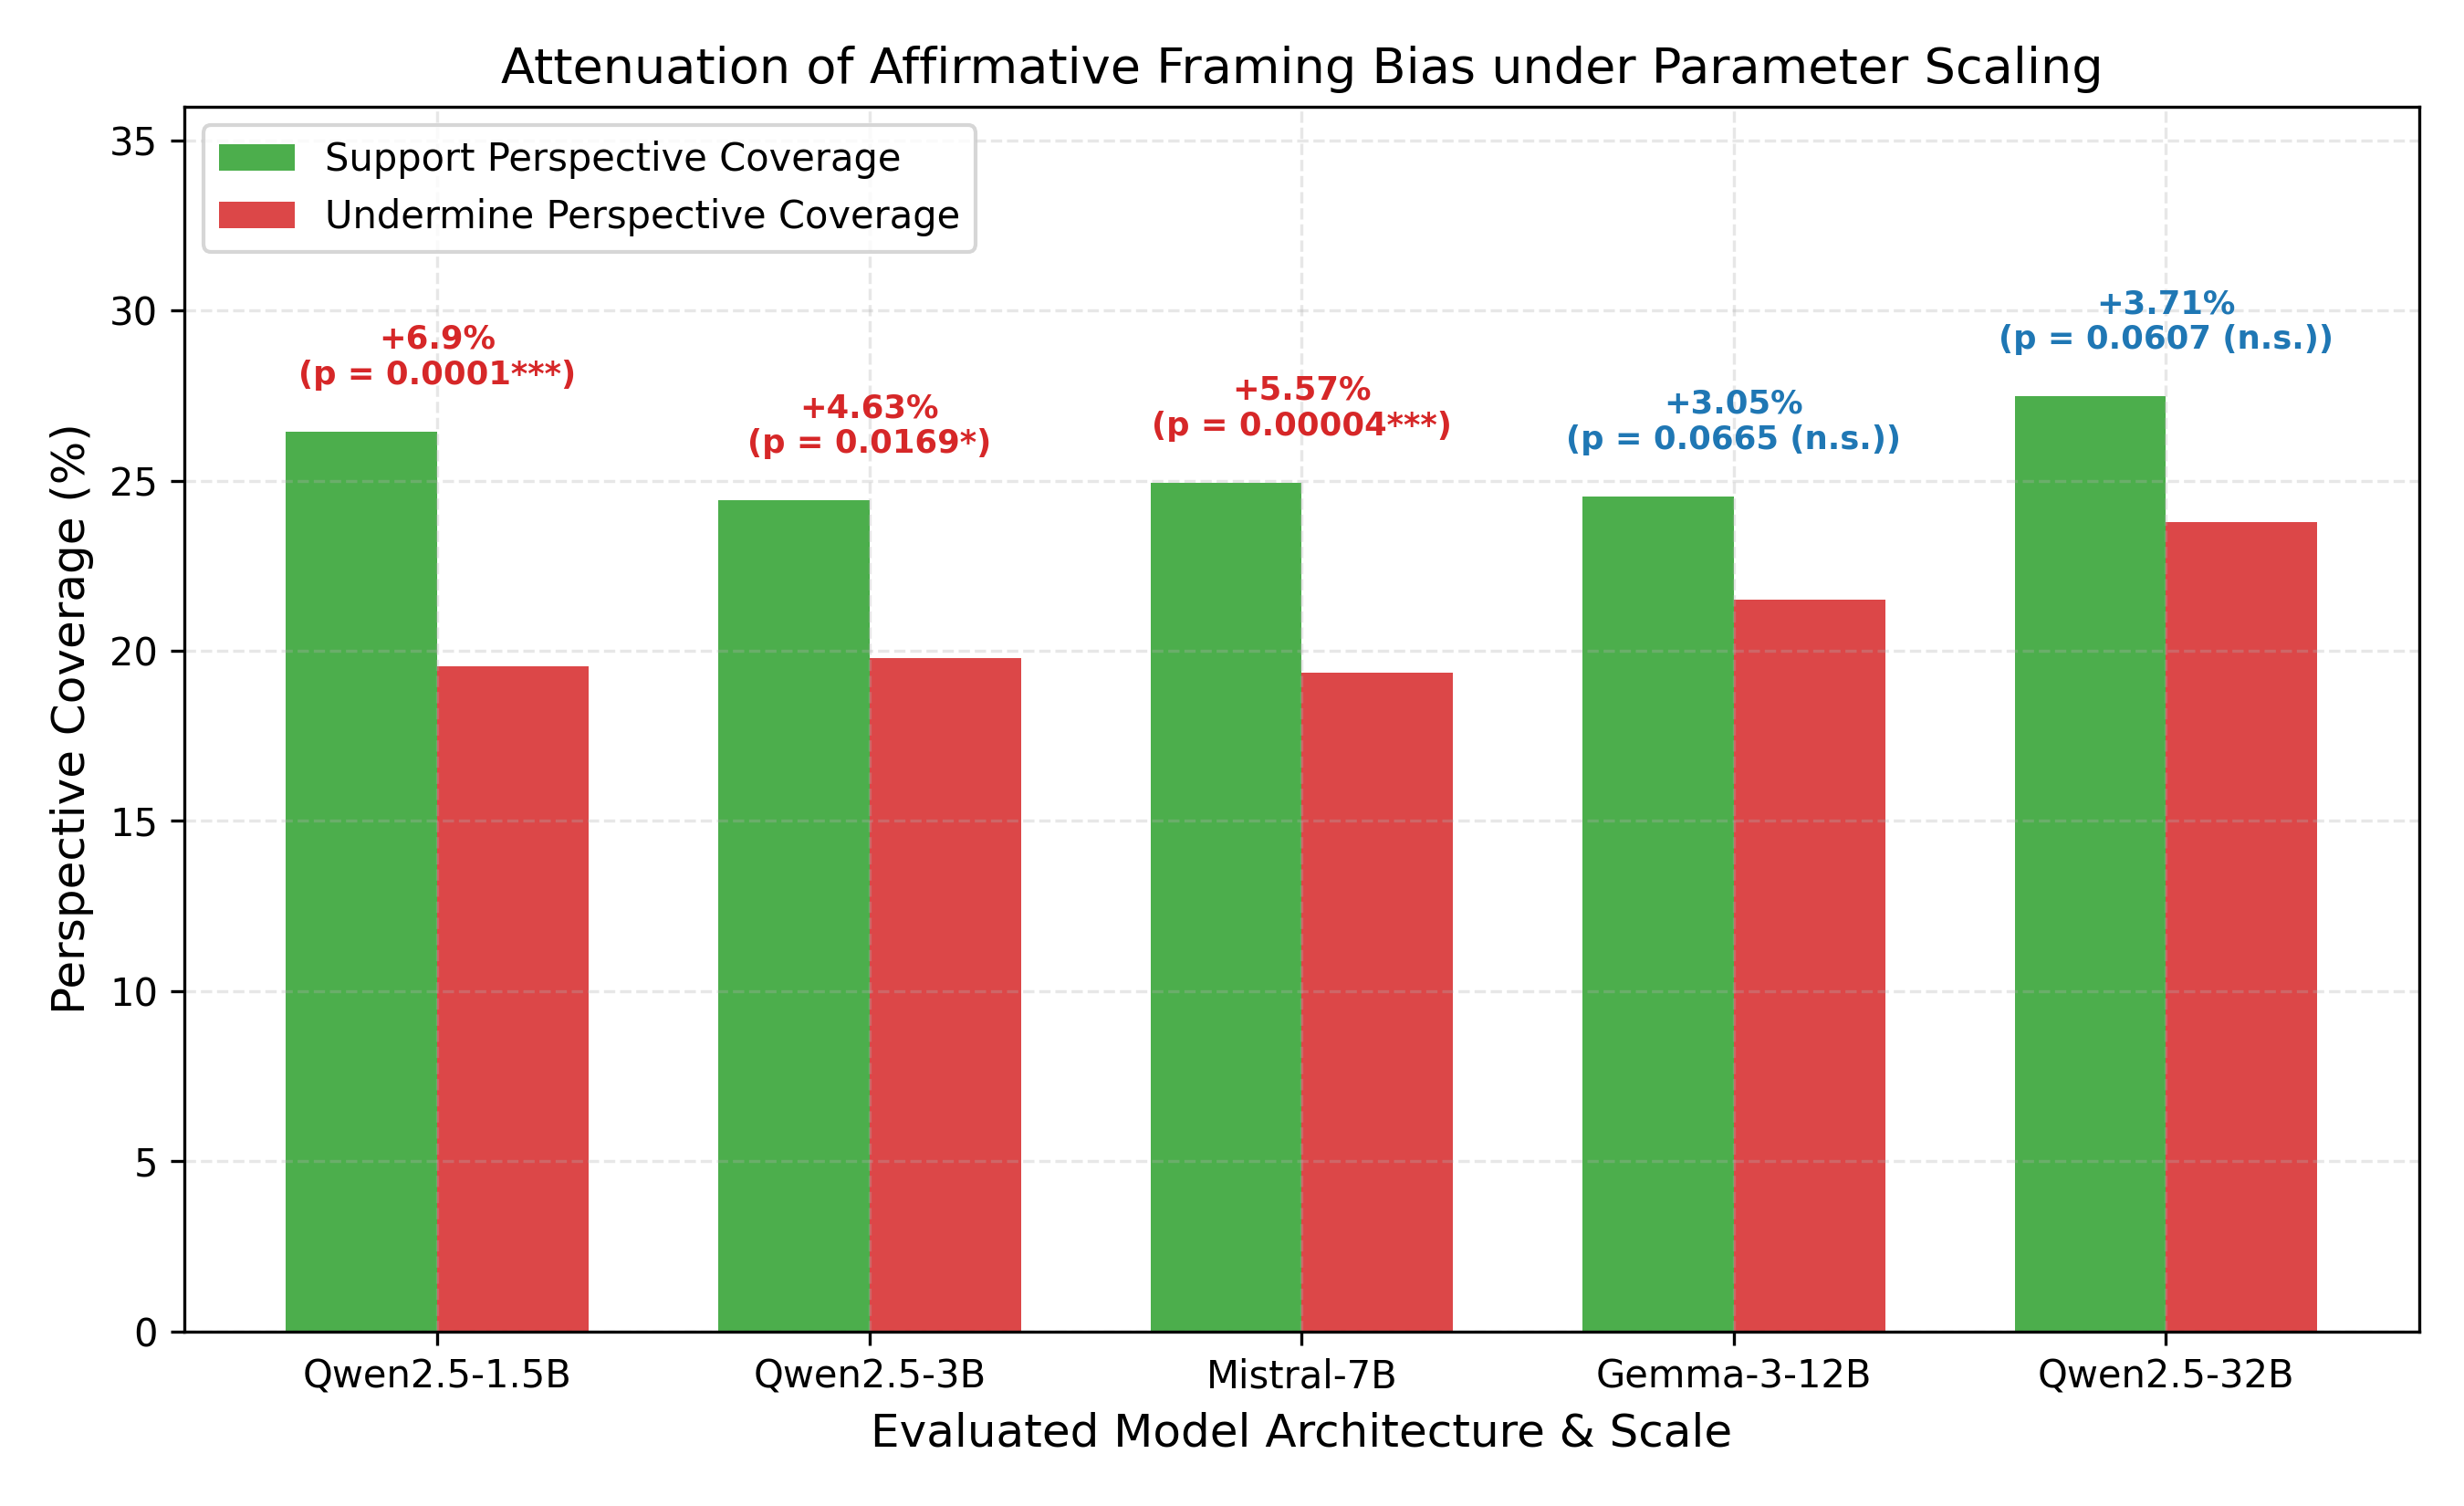 Attenuation of Affirmative Framing Bias under Parameter Scaling
Support Perspective Coverage
Undermine Perspective Coverage
Perspective Coverage (%)
35
30
25
20
15
10
5
0
+6.9%
(p = 0.0001***)
+4.63%
(p = 0.0169*)
+5.57%
(p = 0.00004***)
+3.05%
(p = 0.0665 (n.s.))
+3.71%
(p = 0.0607 (n.s.))
Qwen2.5-1.5B
Qwen2.5-3B
Mistral-7B
Gemma-3-12B
Qwen2.5-32B
Evaluated Model Architecture & Scale